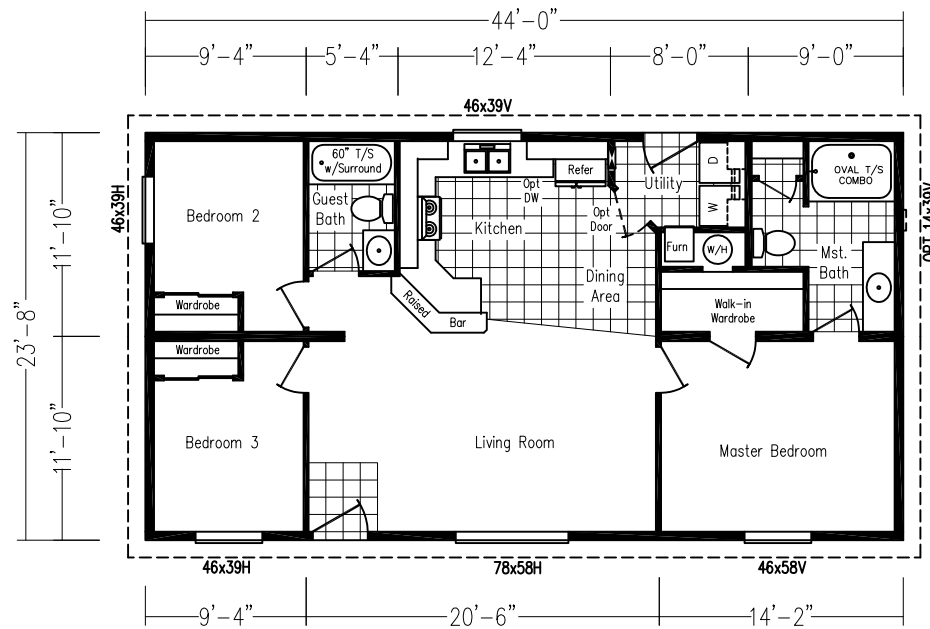 44'-0"
9'-4"
5'-4"
12'-4"
8'-0"
9'-0"
46x39V
23'-8"
11'-10"
11'-10"
46x39H
OPT 14x39V
60" T/S
w/Surround
Guest
Bath
Bedroom 2
Wardrobe
Wardrobe
Bedroom 3
Refer
Opt
DW
Kitchen
Opt
Door
Raised
Bar
Dining
Area
Utility
D
W
Furn
W/H
OVAL T/S
COMBO
Mst.
Bath
Walk-in
Wardrobe
Living Room
Master Bedroom
46x39H
78x58H
46x58V
9'-4"
20'-6"
14'-2"